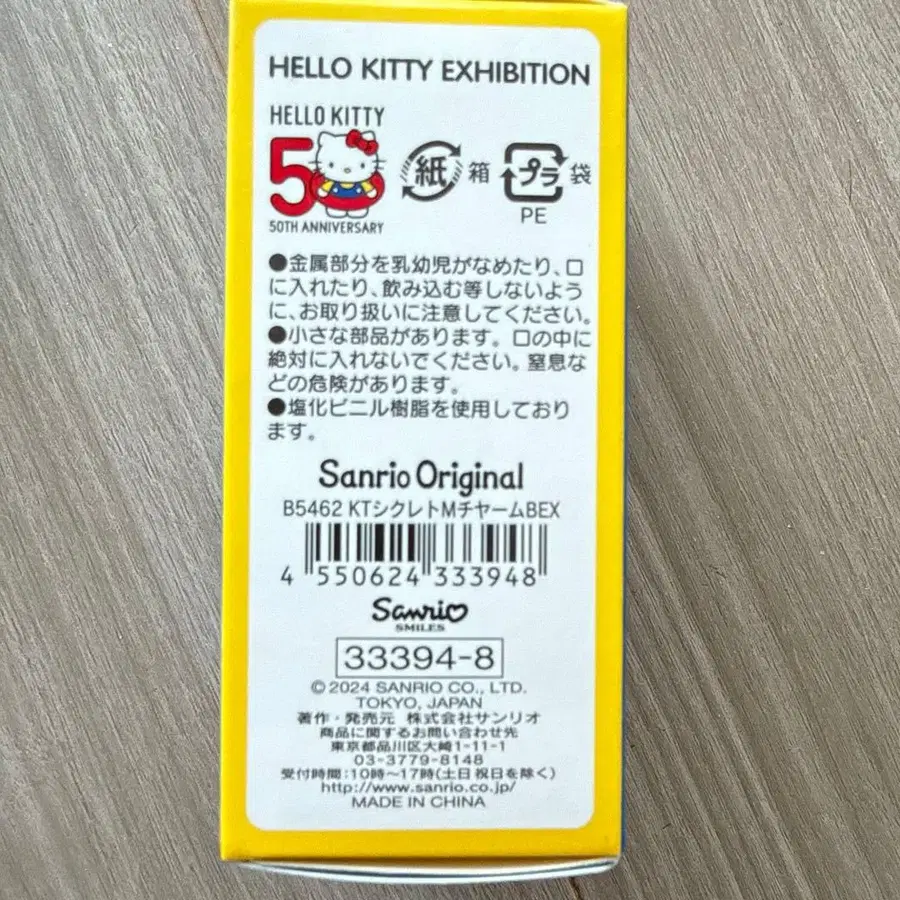 HELLO KITTY EXHIBITION
HELLO KITTY
50
50TH ANNIVERSARY
紙 箱
プラ 袋
PE
●金属部分を乳幼児がなめたり、口
に入れたり、飲み込む等しないよう
に、お取り扱いに注意してください。
●小さな部品があります。口の中に
絶対に入れないでください。窒息な
どの危険があります。
●塩化ビニル樹脂を使用しており
ます。
Sanrio Original
B5462 KTシクレトMチヤームBEX
4 550624 333948
Sanrio
SMILES
33394-8
©2024 SANRIO CO., LTD.
TOKYO, JAPAN
著作・発売元 株式会社サンリオ
商品に関するお問い合わせ先
東京都品川区大崎1-11-1
03-3779-8148
受付時間:10時〜17時(土日祝日を除く)
http://www.sanrio.co.jp/
MADE IN CHINA